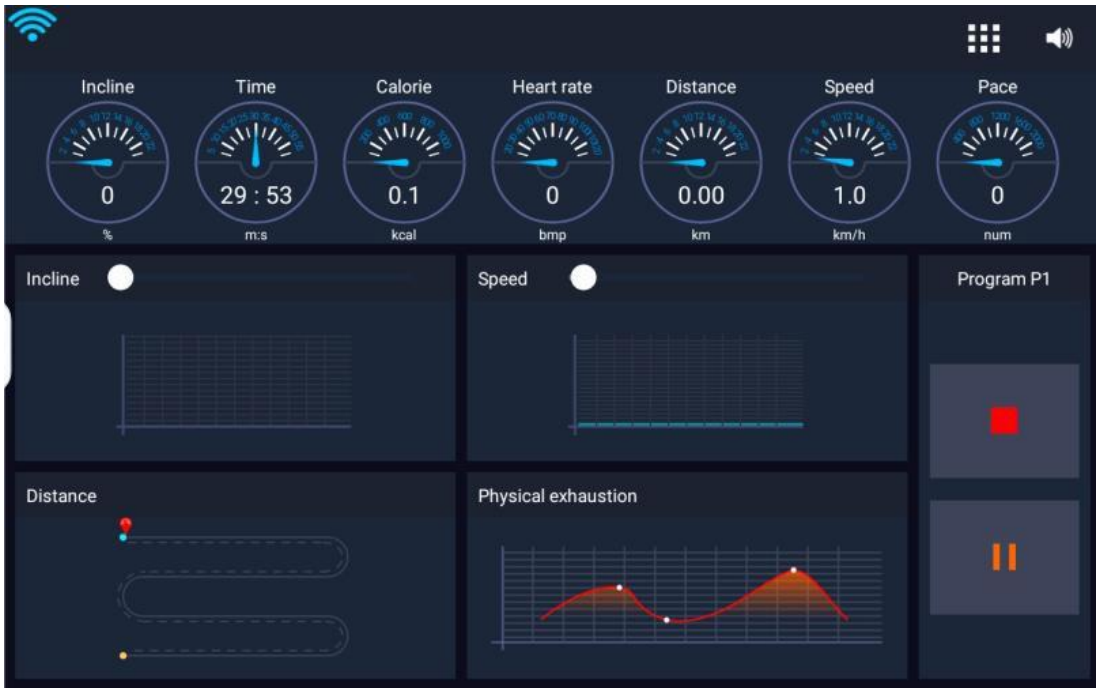 Incline Time Calorie Heart rate Distance Speed Pace
0 29 : 53 0.1 0 0.00 1.0 0
% m:s kcal bmp km km/h num
Incline Speed Program P1
Distance Physical exhaustion